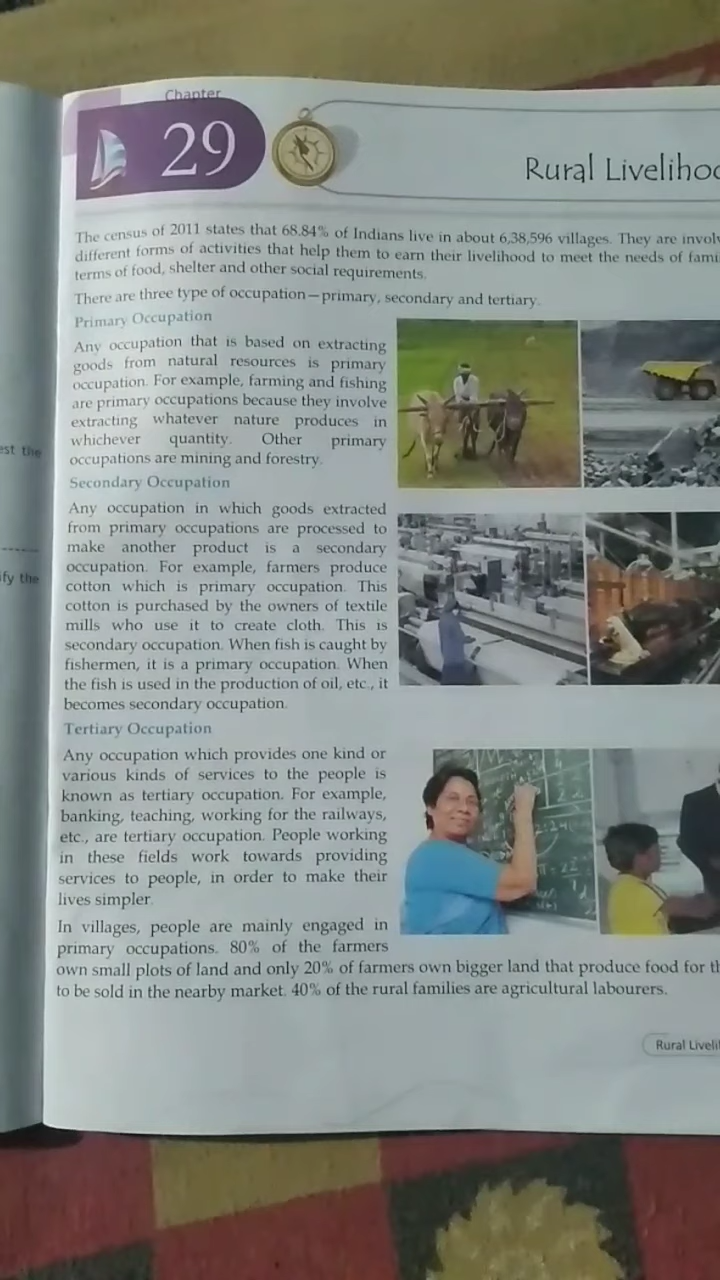 Chapter
29
Rural Liveliho
The census of 2011 states that 68.84% of Indians live in about 6,38,596 villages. They are invol
different forms of activities that help them to earn their livelihood to meet the needs of fami
terms of food, shelter and other social requirements.
There are three type of occupation—primary, secondary and tertiary.
Primary Occupation
Any occupation that is based on extracting
goods from natural resources is primary
occupation. For example, farming and fishing
are primary occupations because they involve
extracting whatever nature produces in
whichever quantity. Other primary
occupations are mining and forestry.
Secondary Occupation
Any occupation in which goods extracted
from primary occupations are processed to
make another product is a secondary
occupation. For example, farmers produce
cotton which is primary occupation. This
cotton is purchased by the owners of textile
mills who use it to create cloth. This is
secondary occupation. When fish is caught by
fishermen, it is a primary occupation. When
the fish is used in the production of oil, etc., it
becomes secondary occupation.
Tertiary Occupation
Any occupation which provides one kind or
various kinds of services to the people is
known as tertiary occupation. For example,
banking, teaching, working for the railways,
etc., are tertiary occupation. People working
in these fields work towards providing
services to people, in order to make their
lives simpler.
In villages, people are mainly engaged in
primary occupations. 80% of the farmers
own small plots of land and only 20% of farmers own bigger land that produce food for th
to be sold in the nearby market. 40% of the rural families are agricultural labourers.
Rural Liveli
est the
ify the